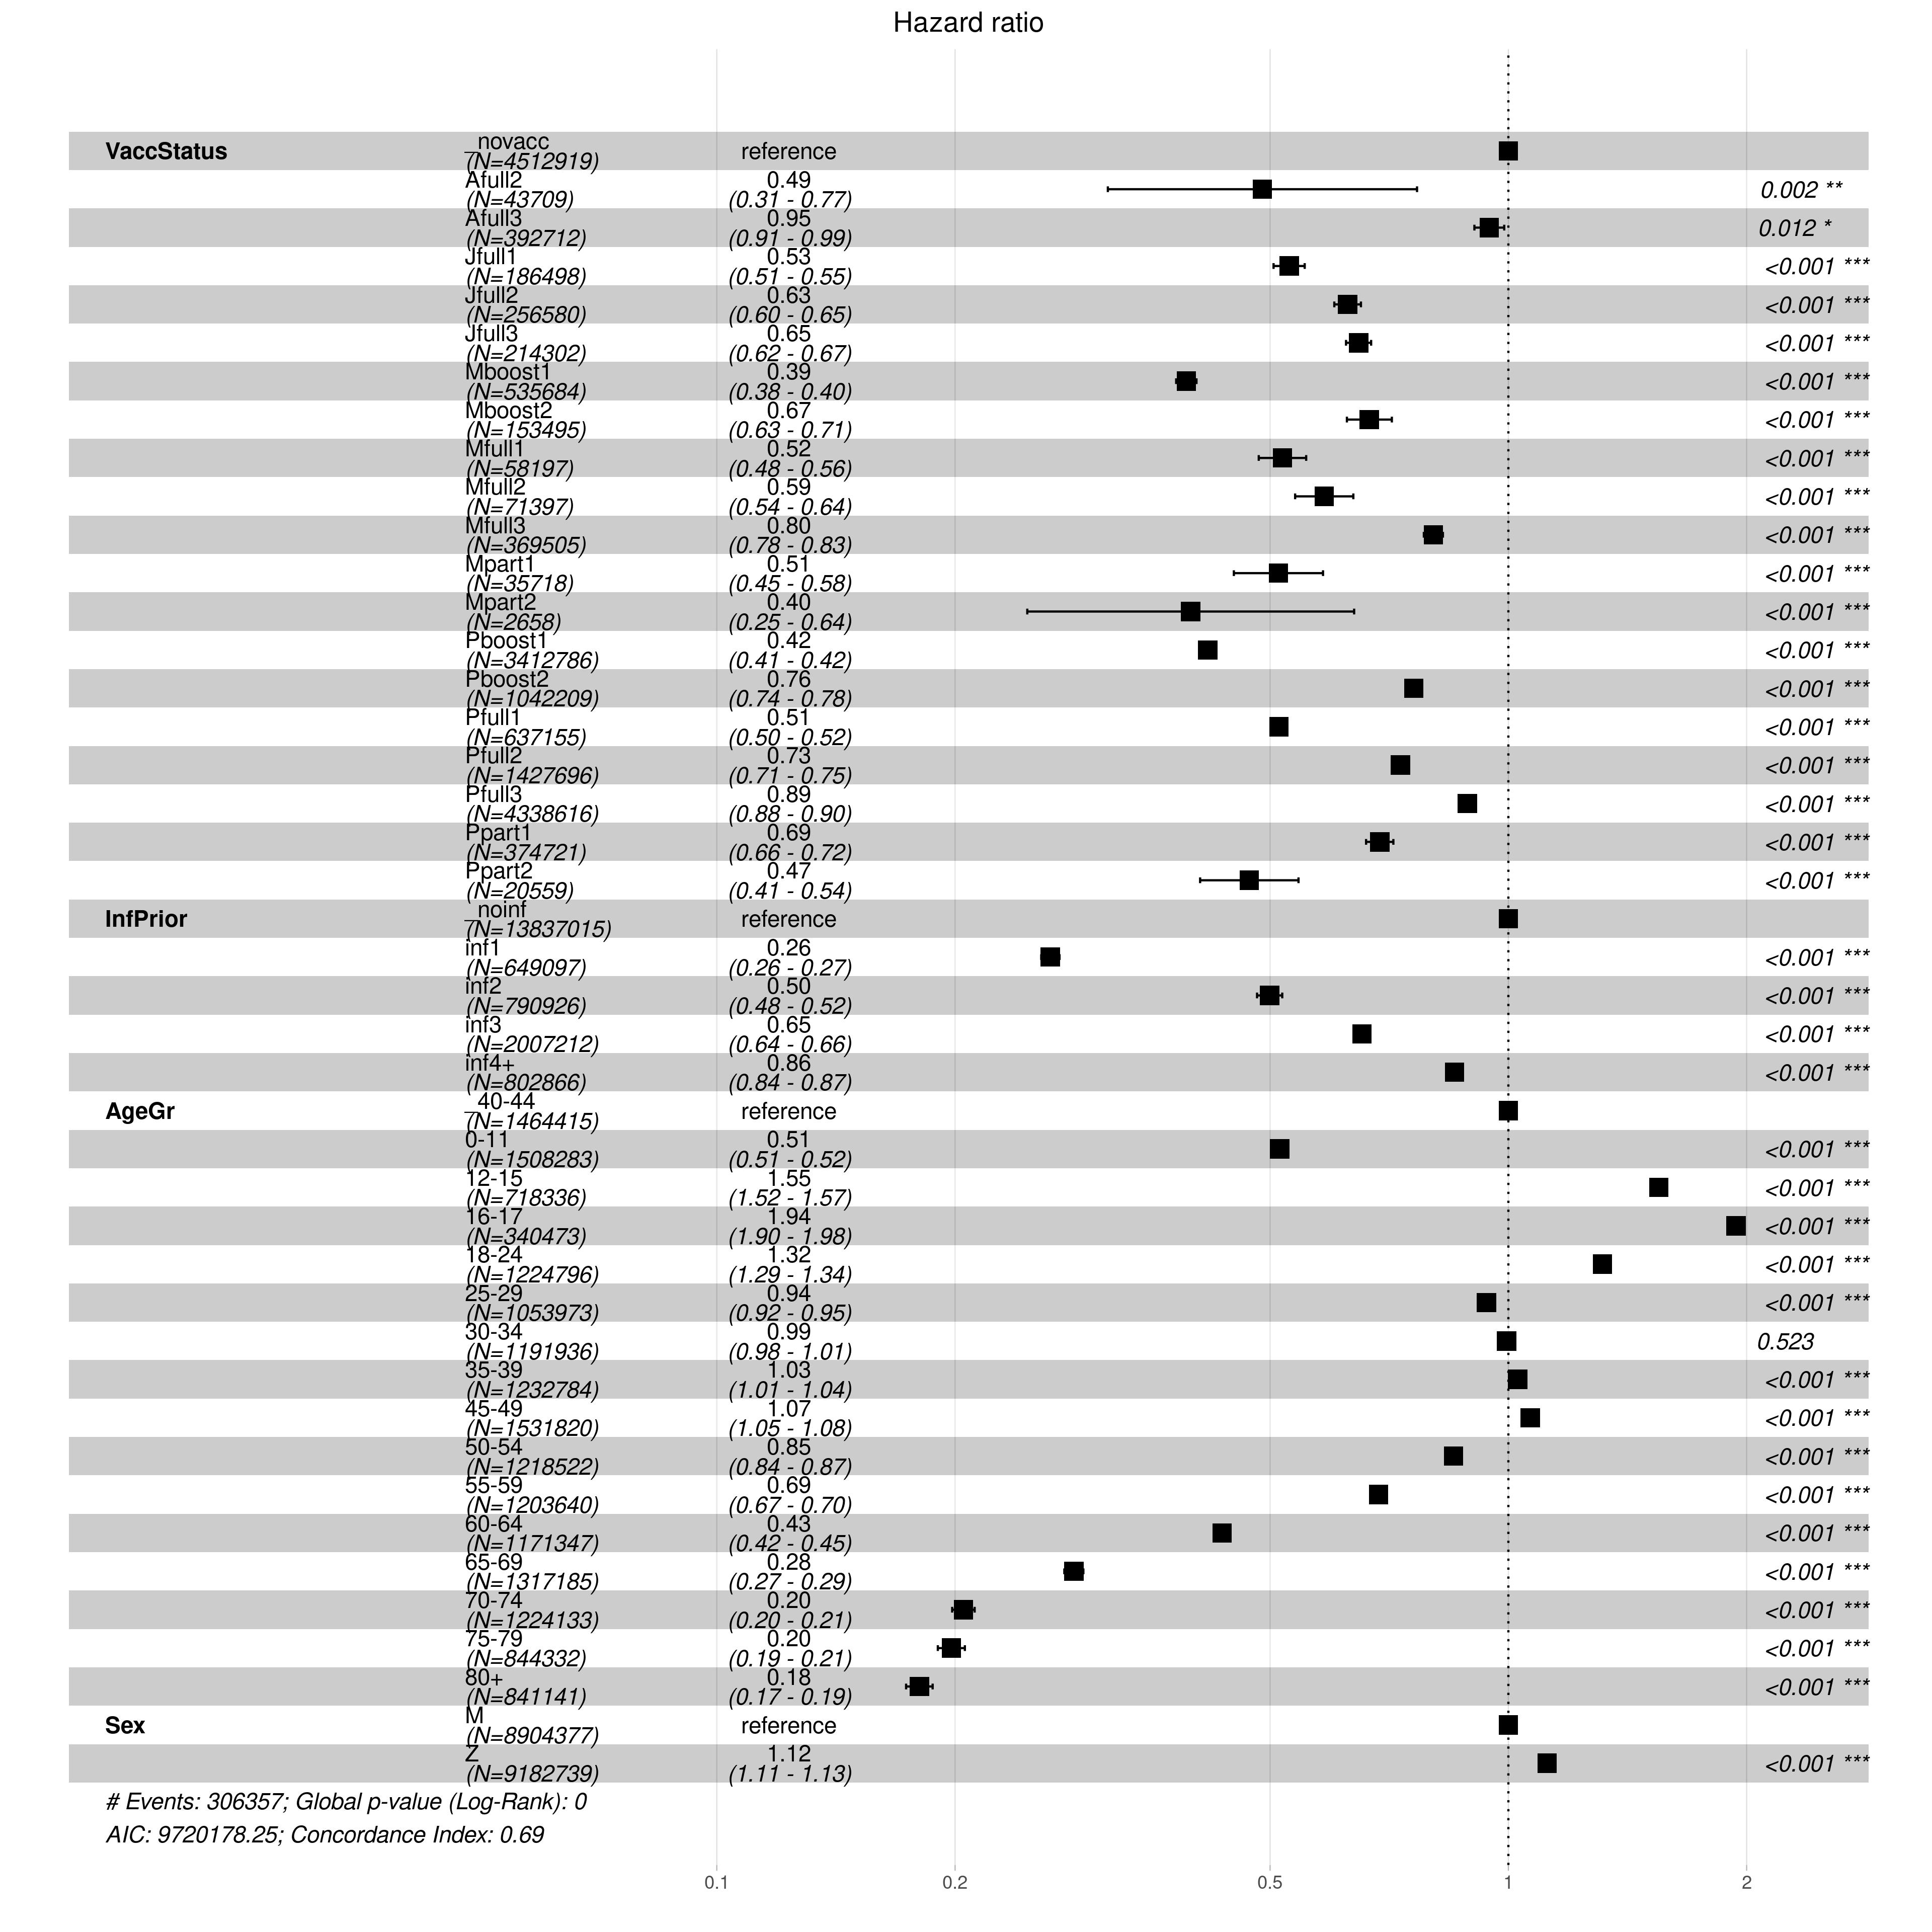 Hazard ratio
VaccStatus _novacc reference
(N=4512919)
Afull2 0.49 0.002 **
(N=43709) (0.31 - 0.77)
Afull3 0.95 0.012 *
(N=392712) (0.91 - 0.99)
Jfull1 0.53 <0.001 ***
(N=186498) (0.51 - 0.55)
Jfull2 0.63 <0.001 ***
(N=256580) (0.60 - 0.65)
Jfull3 0.65 <0.001 ***
(N=214302) (0.62 - 0.67)
Mboost1 0.39 <0.001 ***
(N=535684) (0.38 - 0.40)
Mboost2 0.67 <0.001 ***
(N=153495) (0.63 - 0.71)
Mfull1 0.52 <0.001 ***
(N=58197) (0.48 - 0.56)
Mfull2 0.59 <0.001 ***
(N=71397) (0.54 - 0.64)
Mfull3 0.80 <0.001 ***
(N=369505) (0.78 - 0.83)
Mpart1 0.51 <0.001 ***
(N=35718) (0.45 - 0.58)
Mpart2 0.40 <0.001 ***
(N=2658) (0.25 - 0.64)
Pboost1 0.42 <0.001 ***
(N=3412786) (0.41 - 0.42)
Pboost2 0.76 <0.001 ***
(N=1042209) (0.74 - 0.78)
Pfull1 0.51 <0.001 ***
(N=637155) (0.50 - 0.52)
Pfull2 0.73 <0.001 ***
(N=1427696) (0.71 - 0.75)
Pfull3 0.89 <0.001 ***
(N=4338616) (0.88 - 0.90)
Ppart1 0.69 <0.001 ***
(N=374721) (0.66 - 0.72)
Ppart2 0.47 <0.001 ***
(N=20559) (0.41 - 0.54)
InfPrior _noinf reference
(N=13837015)
inf1 0.26 <0.001 ***
(N=649097) (0.26 - 0.27)
inf2 0.50 <0.001 ***
(N=790926) (0.48 - 0.52)
inf3 0.65 <0.001 ***
(N=2007212) (0.64 - 0.66)
inf4+ 0.86 <0.001 ***
(N=802866) (0.84 - 0.87)
AgeGr _40-44 reference
(N=1464415)
0-11 0.51 <0.001 ***
(N=1508283) (0.51 - 0.52)
12-15 1.55 <0.001 ***
(N=718336) (1.52 - 1.57)
16-17 1.94 <0.001 ***
(N=340473) (1.90 - 1.98)
18-24 1.32 <0.001 ***
(N=1224796) (1.29 - 1.34)
25-29 0.94 <0.001 ***
(N=1053973) (0.92 - 0.95)
30-34 0.99 0.523
(N=1191936) (0.98 - 1.01)
35-39 1.03 <0.001 ***
(N=1232784) (1.01 - 1.04)
45-49 1.07 <0.001 ***
(N=1531820) (1.05 - 1.08)
50-54 0.85 <0.001 ***
(N=1218522) (0.84 - 0.87)
55-59 0.69 <0.001 ***
(N=1203640) (0.67 - 0.70)
60-64 0.43 <0.001 ***
(N=1171347) (0.42 - 0.45)
65-69 0.28 <0.001 ***
(N=1317185) (0.27 - 0.29)
70-74 0.20 <0.001 ***
(N=1224133) (0.20 - 0.21)
75-79 0.20 <0.001 ***
(N=844332) (0.19 - 0.21)
80+ 0.18 <0.001 ***
(N=841141) (0.17 - 0.19)
Sex M reference
(N=8904377)
Z 1.12 <0.001 ***
(N=9182739) (1.11 - 1.13)
# Events: 306357; Global p-value (Log-Rank): 0
AIC: 9720178.25; Concordance Index: 0.69
0.1 0.2 0.5 1 2